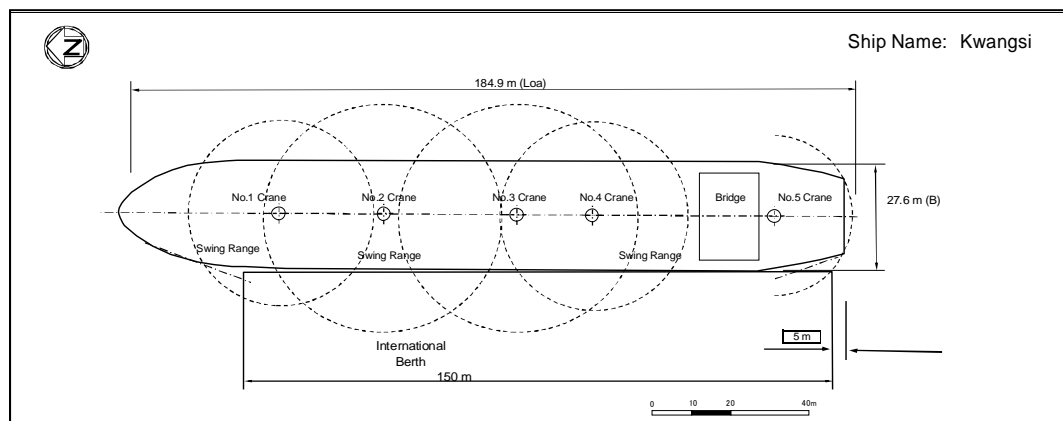 Ship Name: Kwangsi
N
184.9 m (Loa)
No.1 Crane
No.2 Crane
No.3 Crane
No.4 Crane
Bridge
No.5 Crane
27.6 m (B)
Swing Range
Swing Range
Swing Range
5 m
International
Berth
150 m
0 10 20 40m